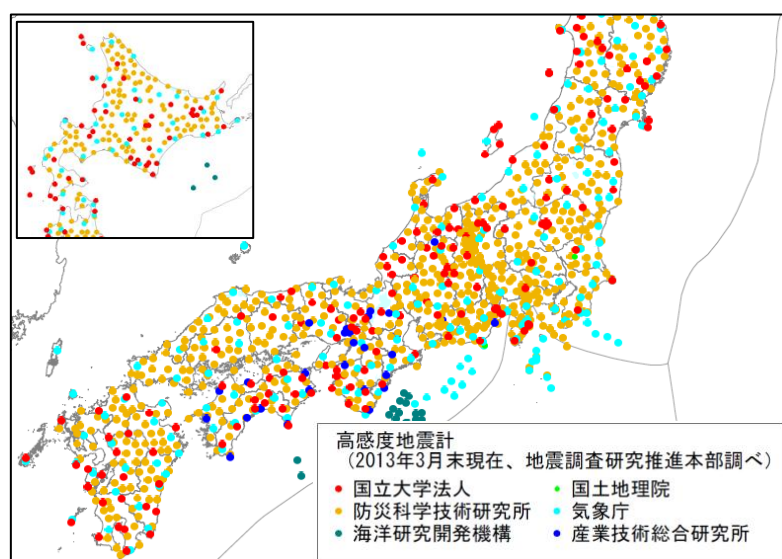 高感度地震計
(2013年3月末現在、地震調査研究推進本部調べ)
国立大学法人 国土地理院
防災科学技術研究所 気象庁
海洋研究開発機構 産業技術総合研究所